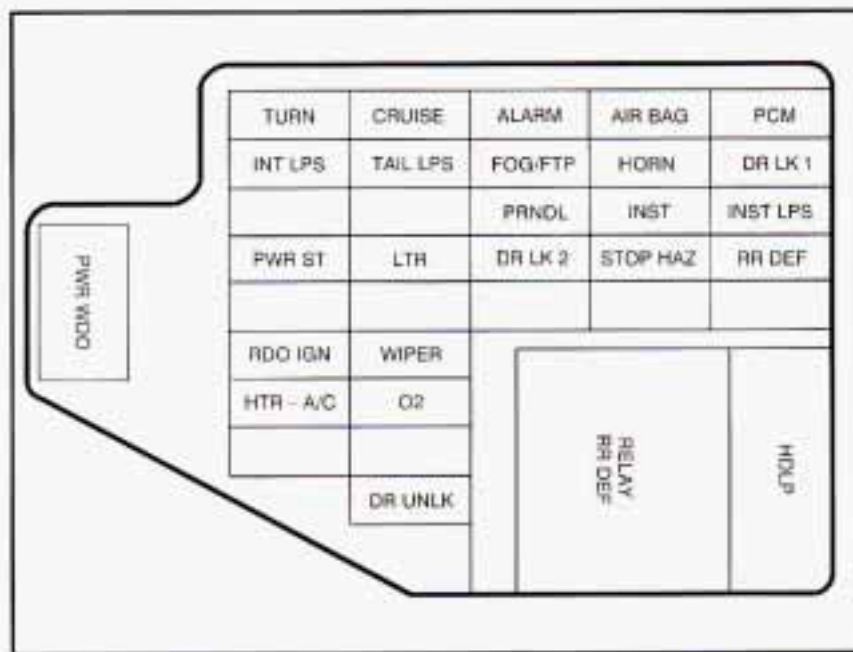 TURN CRUISE ALARM AIR BAG PCM
INT LPS TAIL LPS FOG/FTP HORN DR LK 1
PRNDL INST INST LPS
PWR ST LTR DR LK 2 STOP HAZ RR DEF
PWR WDO
RDO IGN WIPER
HTR – A/C O2
RELAY
RR DEF
HDLP
DR UNLK